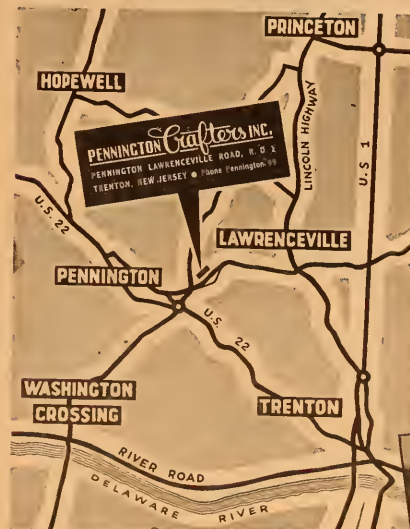 PRINCETON
HOPEWELL
LINCOLN HIGHWAY
U.S 1
PENNINGTON Crafters INC.
PENNINGTON LAWRENCEVILLE ROAD, R. D. 1
TRENTON, NEW JERSEY ● Phone Pennington 99
U.S. 22
LAWRENCEVILLE
PENNINGTON
U.S. 22
WASHINGTON
CROSSING
TRENTON
RIVER ROAD
DELAWARE RIVER